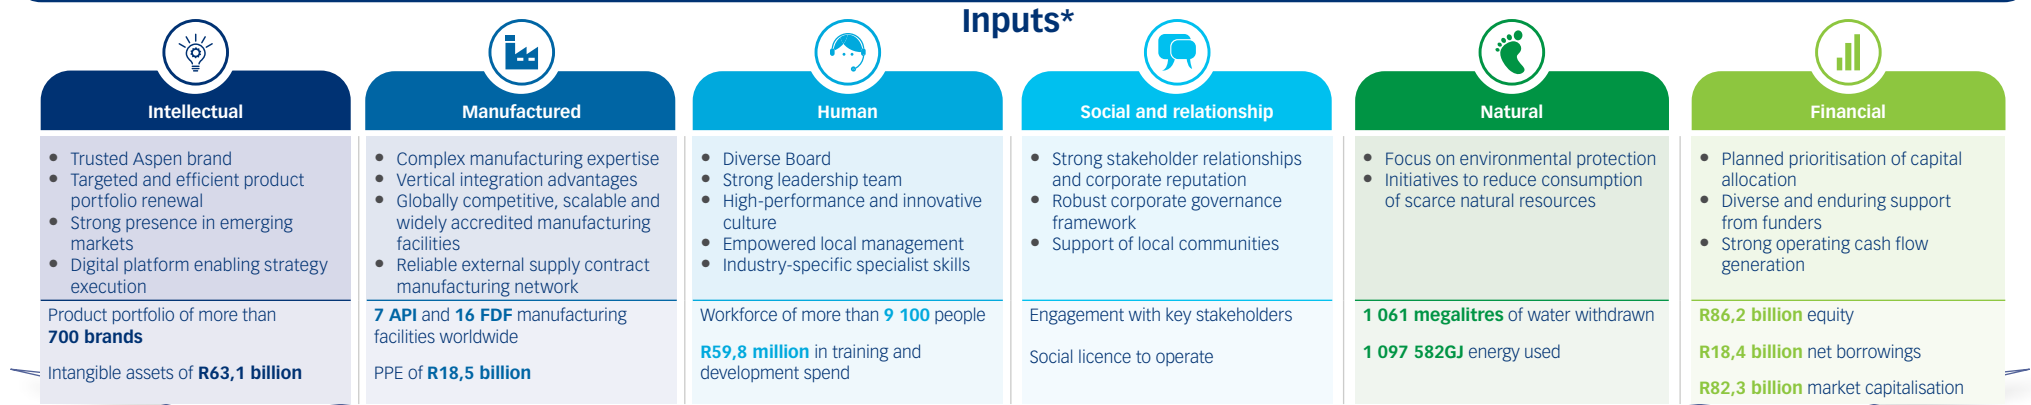 Inputs*
Intellectual
• Trusted Aspen brand
• Targeted and efficient product
portfolio renewal
• Strong presence in emerging
markets
• Digital platform enabling strategy
execution
Product portfolio of more than
700 brands
Intangible assets of R63,1 billion
Manufactured
• Complex manufacturing expertise
• Vertical integration advantages
• Globally competitive, scalable and
widely accredited manufacturing
facilities
• Reliable external supply contract
manufacturing network
7 API and 16 FDF manufacturing
facilities worldwide
PPE of R18,5 billion
Human
• Diverse Board
• Strong leadership team
• High-performance and innovative
culture
• Empowered local management
• Industry-specific specialist skills
Workforce of more than 9 100 people
R59,8 million in training and
development spend
Social and relationship
• Strong stakeholder relationships
and corporate reputation
• Robust corporate governance
framework
• Support of local communities
Engagement with key stakeholders
Social licence to operate
Natural
• Focus on environmental protection
• Initiatives to reduce consumption
of scarce natural resources
1 061 megalitres of water withdrawn
1 097 582GJ energy used
Financial
• Planned prioritisation of capital
allocation
• Diverse and enduring support
from funders
• Strong operating cash flow
generation
R86,2 billion equity
R18,4 billion net borrowings
R82,3 billion market capitalisation